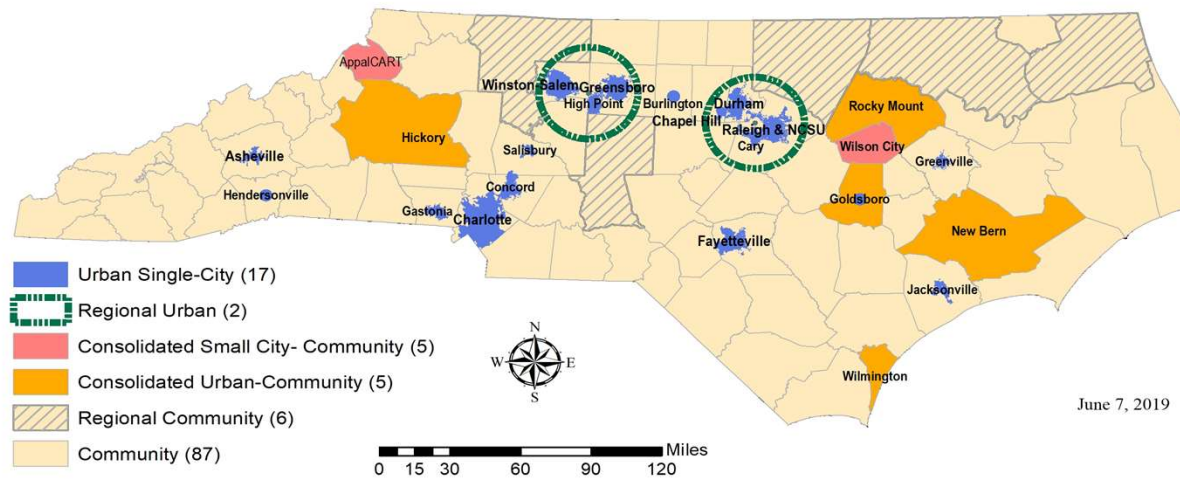 AppalCART
Winston-Salem
Greensboro
High Point
Burlington
Durham
Chapel Hill
Raleigh & NCSU
Cary
Rocky Mount
Wilson City
Hickory
Asheville
Salisbury
Greenville
Hendersonville
Concord
Goldsboro
Gastonia
Charlotte
Fayetteville
New Bern
Jacksonville
Wilmington
Urban Single-City (17)
Regional Urban (2)
Consolidated Small City- Community (5)
Consolidated Urban-Community (5)
Regional Community (6)
Community (87)
N
W
E
S
June 7, 2019
Miles
0 15 30 60 90 120